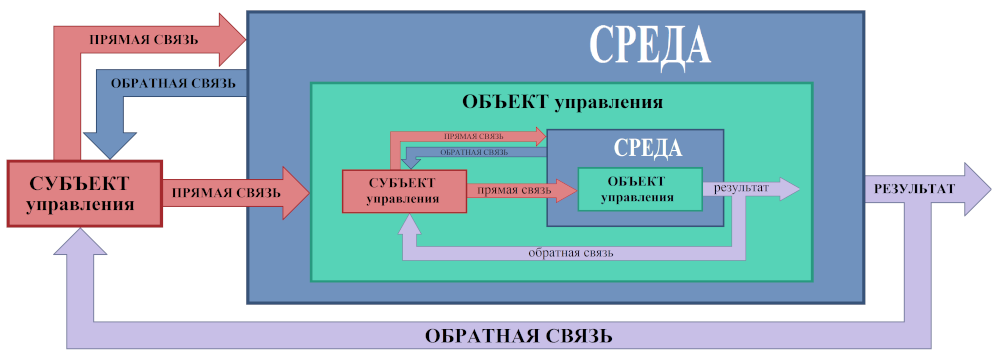 ПРЯМАЯ СВЯЗЬ
СРЕДА
ОБРАТНАЯ СВЯЗЬ
ОБЪЕКТ управления
ПРЯМАЯ СВЯЗЬ
ОБРАТНАЯ СВЯЗЬ
СРЕДА
СУБЪЕКТ
управления
ПРЯМАЯ СВЯЗЬ
СУБЪЕКТ
управления
прямая связь
ОБЪЕКТ
управления
результат
РЕЗУЛЬТАТ
обратная связь
ОБРАТНАЯ СВЯЗЬ